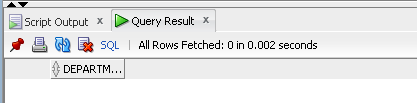 Script Output x Query Result x
SQL | All Rows Fetched: 0 in 0.002 seconds
DEPARTM...